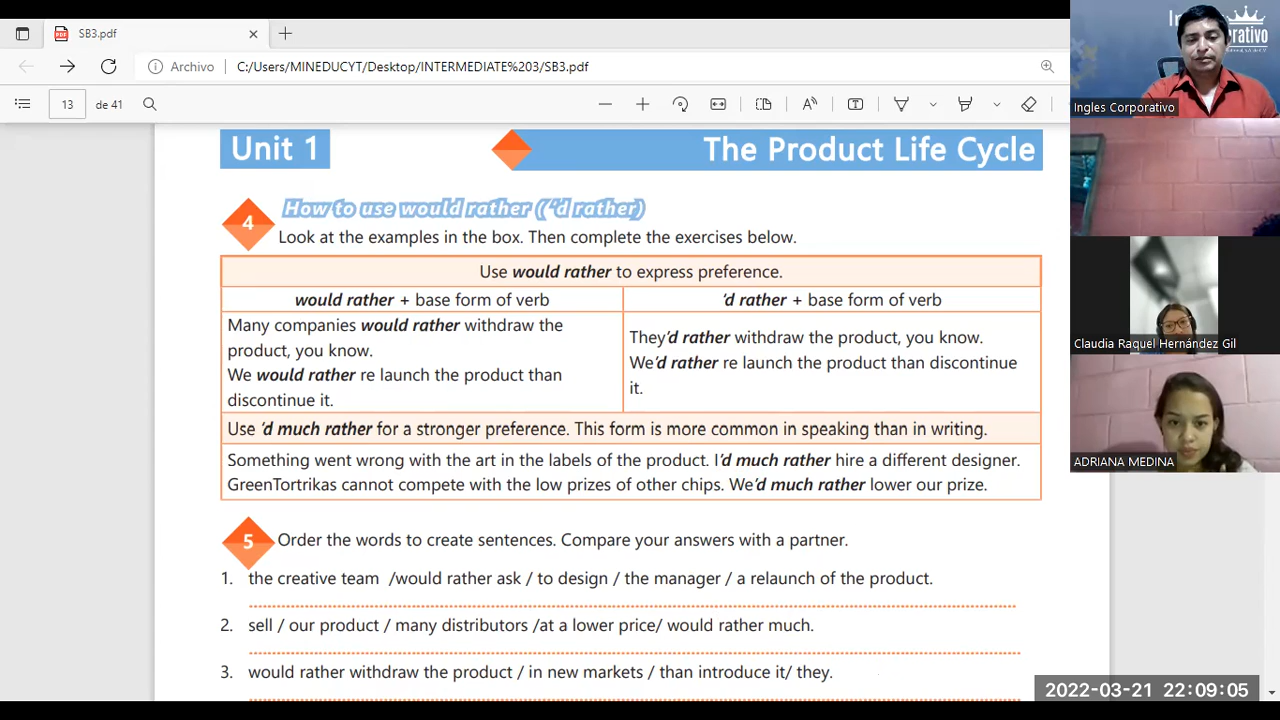 SB3.pdf
Archivo
C:/Users/MINEDUCYT/Desktop/INTERMEDIATE%203/SB3.pdf
13 de 41
Unit 1
The Product Life Cycle
4
How to use would rather (('d rather)
Look at the examples in the box. Then complete the exercises below.
Use would rather to express preference.
would rather + base form of verb
'd rather + base form of verb
Many companies would rather withdraw the
product, you know.
We would rather re launch the product than
discontinue it.
They'd rather withdraw the product, you know.
We'd rather re launch the product than discontinue
it.
Use 'd much rather for a stronger preference. This form is more common in speaking than in writing.
Something went wrong with the art in the labels of the product. I'd much rather hire a different designer.
GreenTortrikas cannot compete with the low prizes of other chips. We'd much rather lower our prize.
5
Order the words to create sentences. Compare your answers with a partner.
1. the creative team /would rather ask / to design / the manager / a relaunch of the product.
2. sell / our product / many distributors /at a lower price/ would rather much.
3. would rather withdraw the product / in new markets / than introduce it/ they.
Ingles Corporativo
Claudia Raquel Hernández Gil
ADRIANA MEDINA
2022-03-21 22:09:05